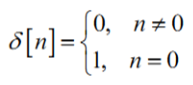 δ[n] = { 0, n ≠ 0
1, n = 0